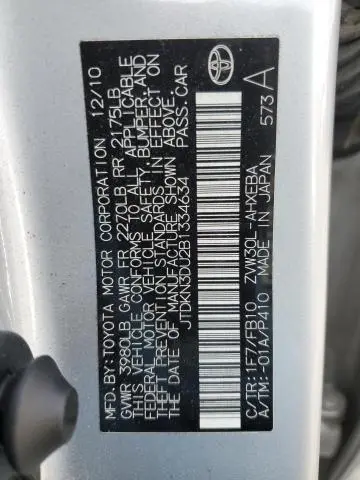 MFD.BY:TOYOTA MOTOR CORPORATION 12/10
GVWR 3980LB GAWR FR 2270LB RR 2175LB
THIS VEHICLE CONFORMS TO ALL APPLICABLE
FEDERAL MOTOR VEHICLE SAFETY, BUMPER, AND
THEFT PREVENTION STANDARDS IN EFFECT ON
THE DATE OF MANUFACTURE SHOWN ABOVE.
JTDKN3DU2B1334634 PASS.CAR
C/TR:1F7/FB10 ZVW30L-AHXEBA
A/TM:-01A/P410 MADE IN JAPAN 573 A
TOYOTA